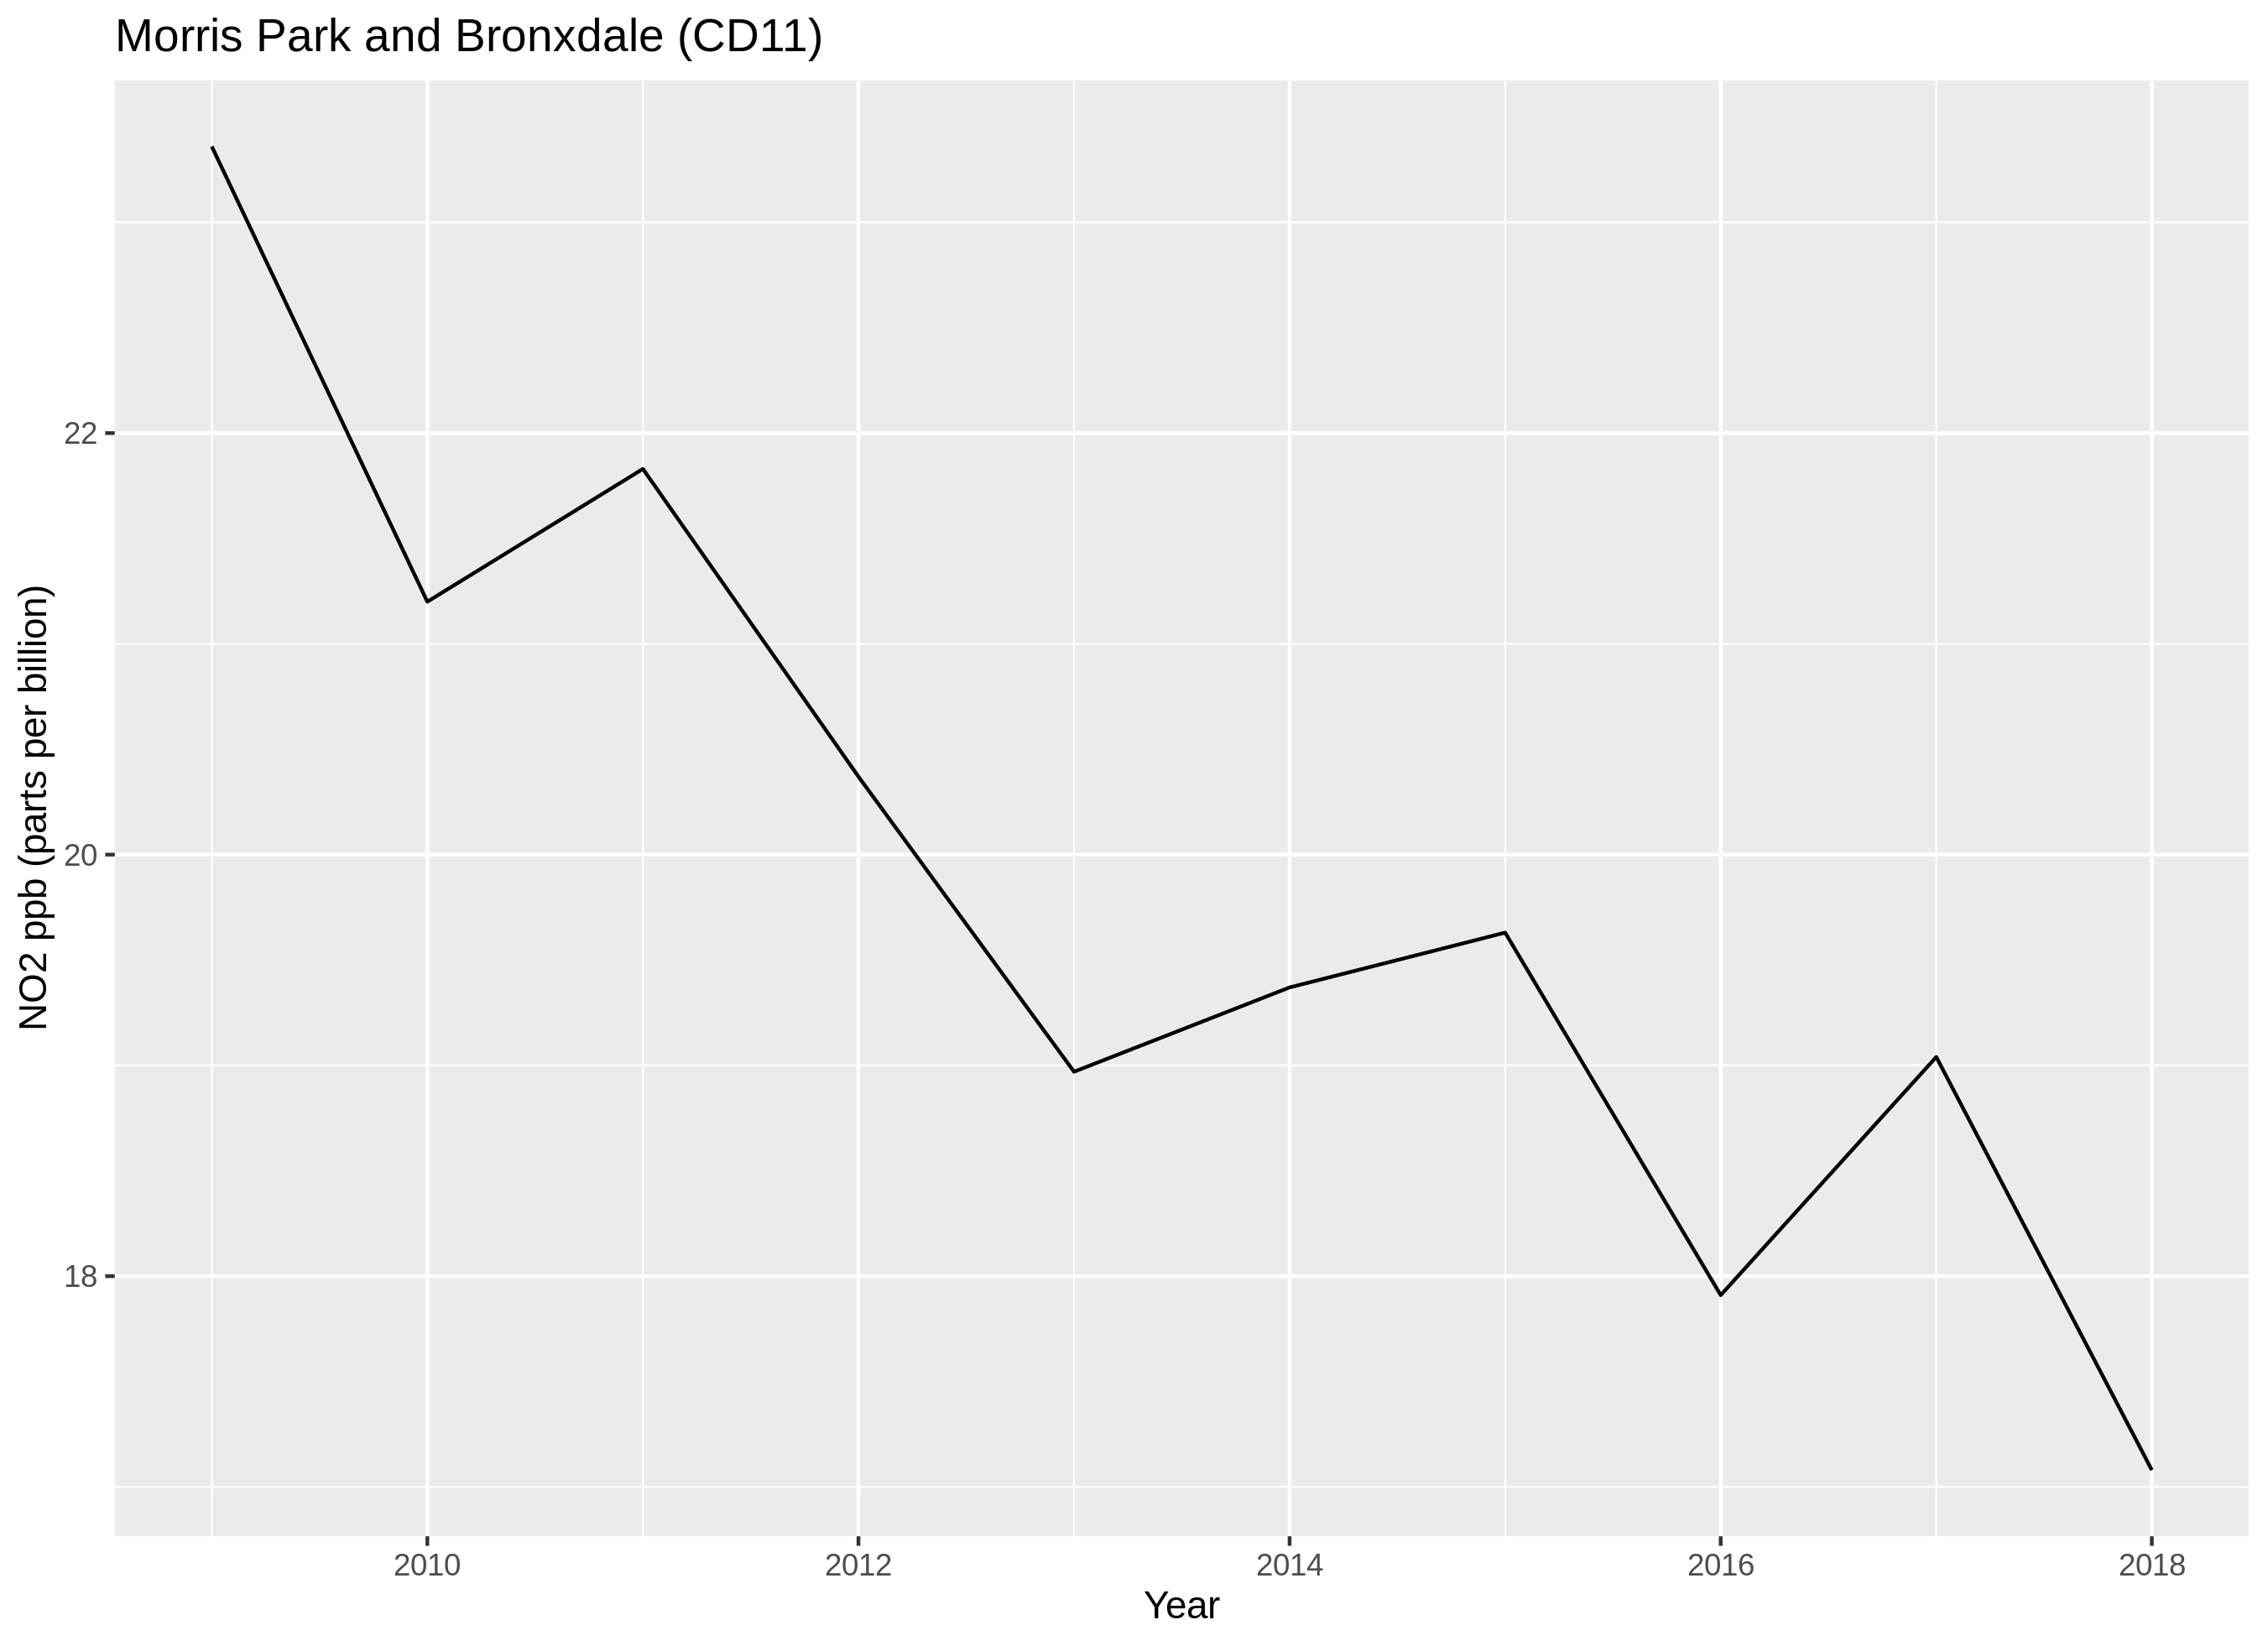 Morris Park and Bronxdale (CD11)
NO2 ppb (parts per billion)
22
20
18
2010
2012
2014
2016
2018
Year